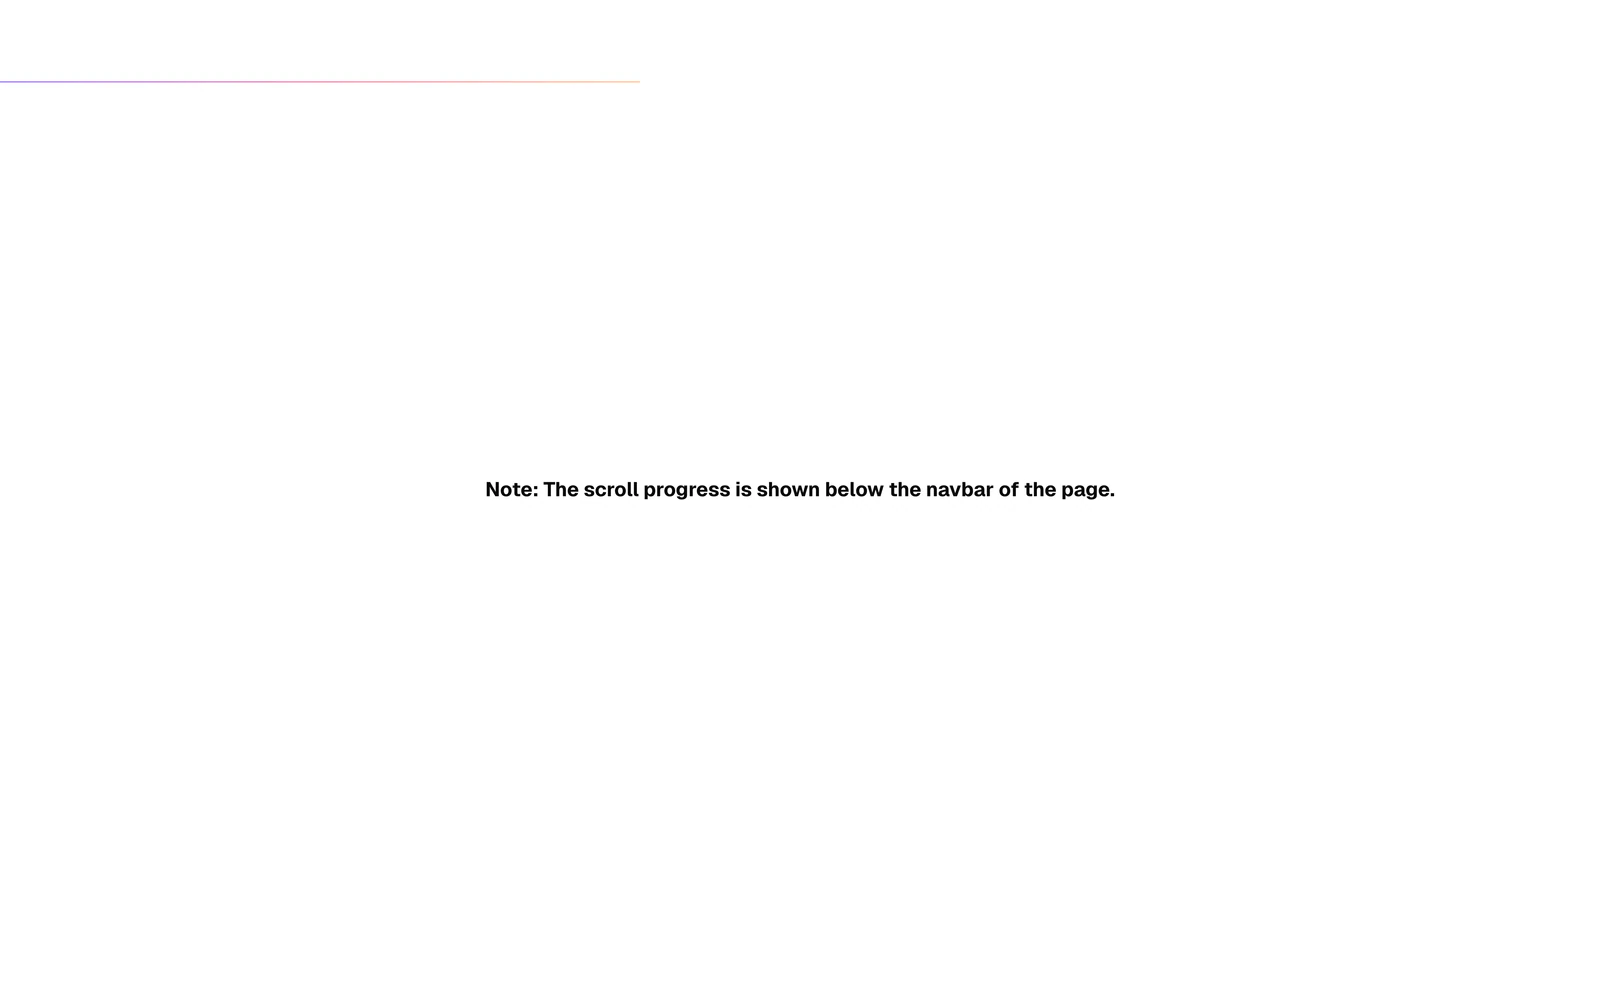 Note: The scroll progress is shown below the navbar of the page.